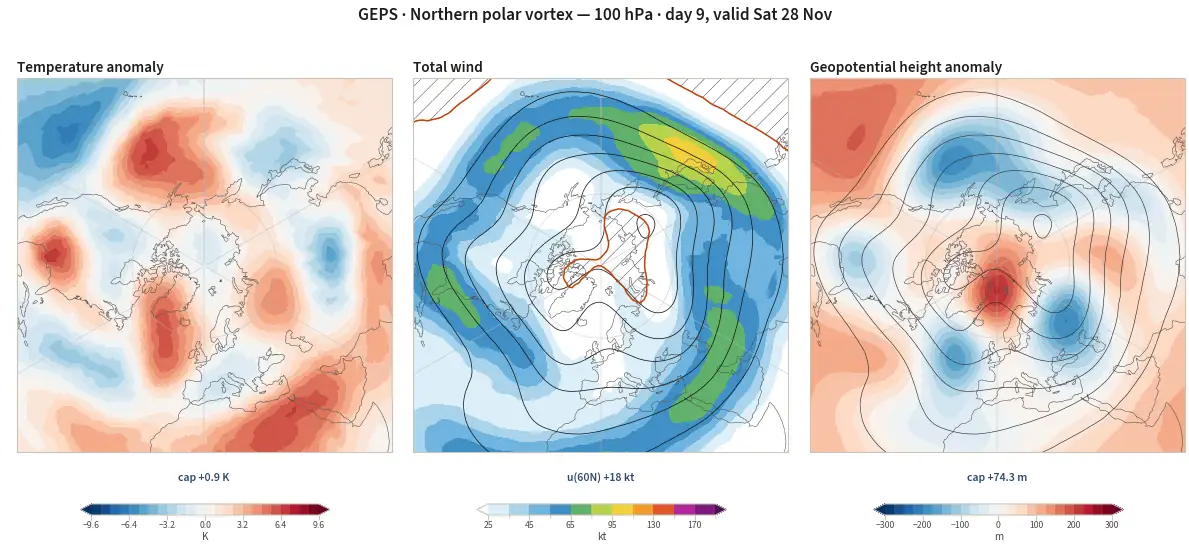 GEPS · Northern polar vortex — 100 hPa · day 9, valid Sat 28 Nov
Temperature anomaly
Total wind
Geopotential height anomaly
cap +0.9 K
u(60N) +18 kt
cap +74.3 m
−9.6 −6.4 −3.2 0.0 3.2 6.4 9.6
K
25 45 65 95 130 170
kt
−300 −200 −100 0 100 200 300
m